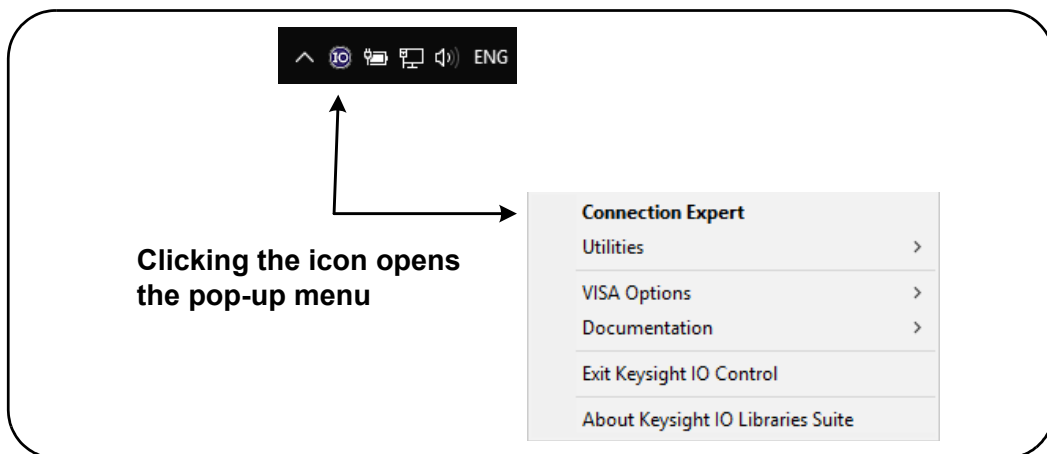 IO ENG
Connection Expert
Utilities
Clicking the icon opens
the pop-up menu
VISA Options
Documentation
Exit Keysight IO Control
About Keysight IO Libraries Suite